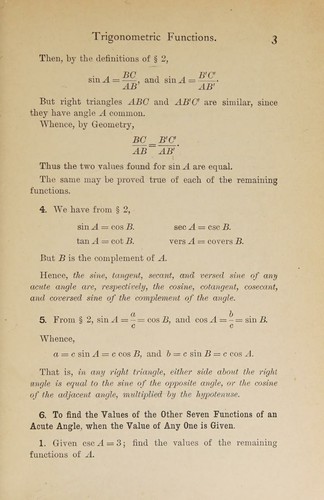 Trigonometric Functions. 3
Then, by the definitions of § 2,
sin A = BC/AB, and sin A = B'C'/AB'.
But right triangles ABC and AB'C' are similar, since
they have angle A common.
Whence, by Geometry,
BC/AB = B'C'/AB'.
Thus the two values found for sin A are equal.
The same may be proved true of each of the remaining
functions.
4. We have from § 2,
sin A = cos B. sec A = csc B.
tan A = cot B. vers A = covers B.
But B is the complement of A.
Hence, the sine, tangent, secant, and versed sine of any
acute angle are, respectively, the cosine, cotangent, cosecant,
and coversed sine of the complement of the angle.
5. From § 2, sin A = a/c = cos B, and cos A = b/c = sin B.
Whence,
a = c sin A = c cos B, and b = c sin B = c cos A.
That is, in any right triangle, either side about the right
angle is equal to the sine of the opposite angle, or the cosine
of the adjacent angle, multiplied by the hypotenuse.
6. To find the Values of the Other Seven Functions of an
Acute Angle, when the Value of Any One is Given.
1. Given csc A = 3; find the values of the remaining
functions of A.